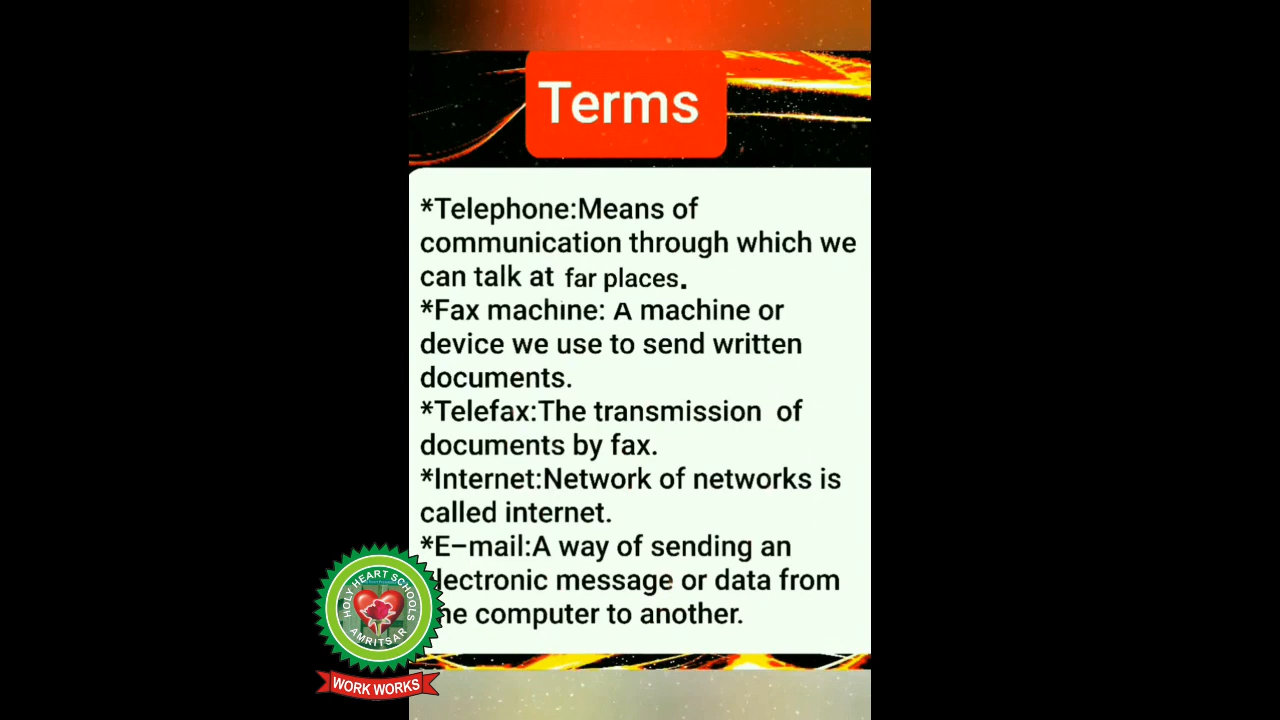 Terms
*Telephone:Means of
communication through which we
can talk at far places.
*Fax machine: A machine or
device we use to send written
documents.
*Telefax:The transmission of
documents by fax.
*Internet:Network of networks is
called internet.
*E–mail:A way of sending an
lectronic message or data from
computer to another.
HOLY HEART SCHOOLS
AMRITSAR
WORK WORKS